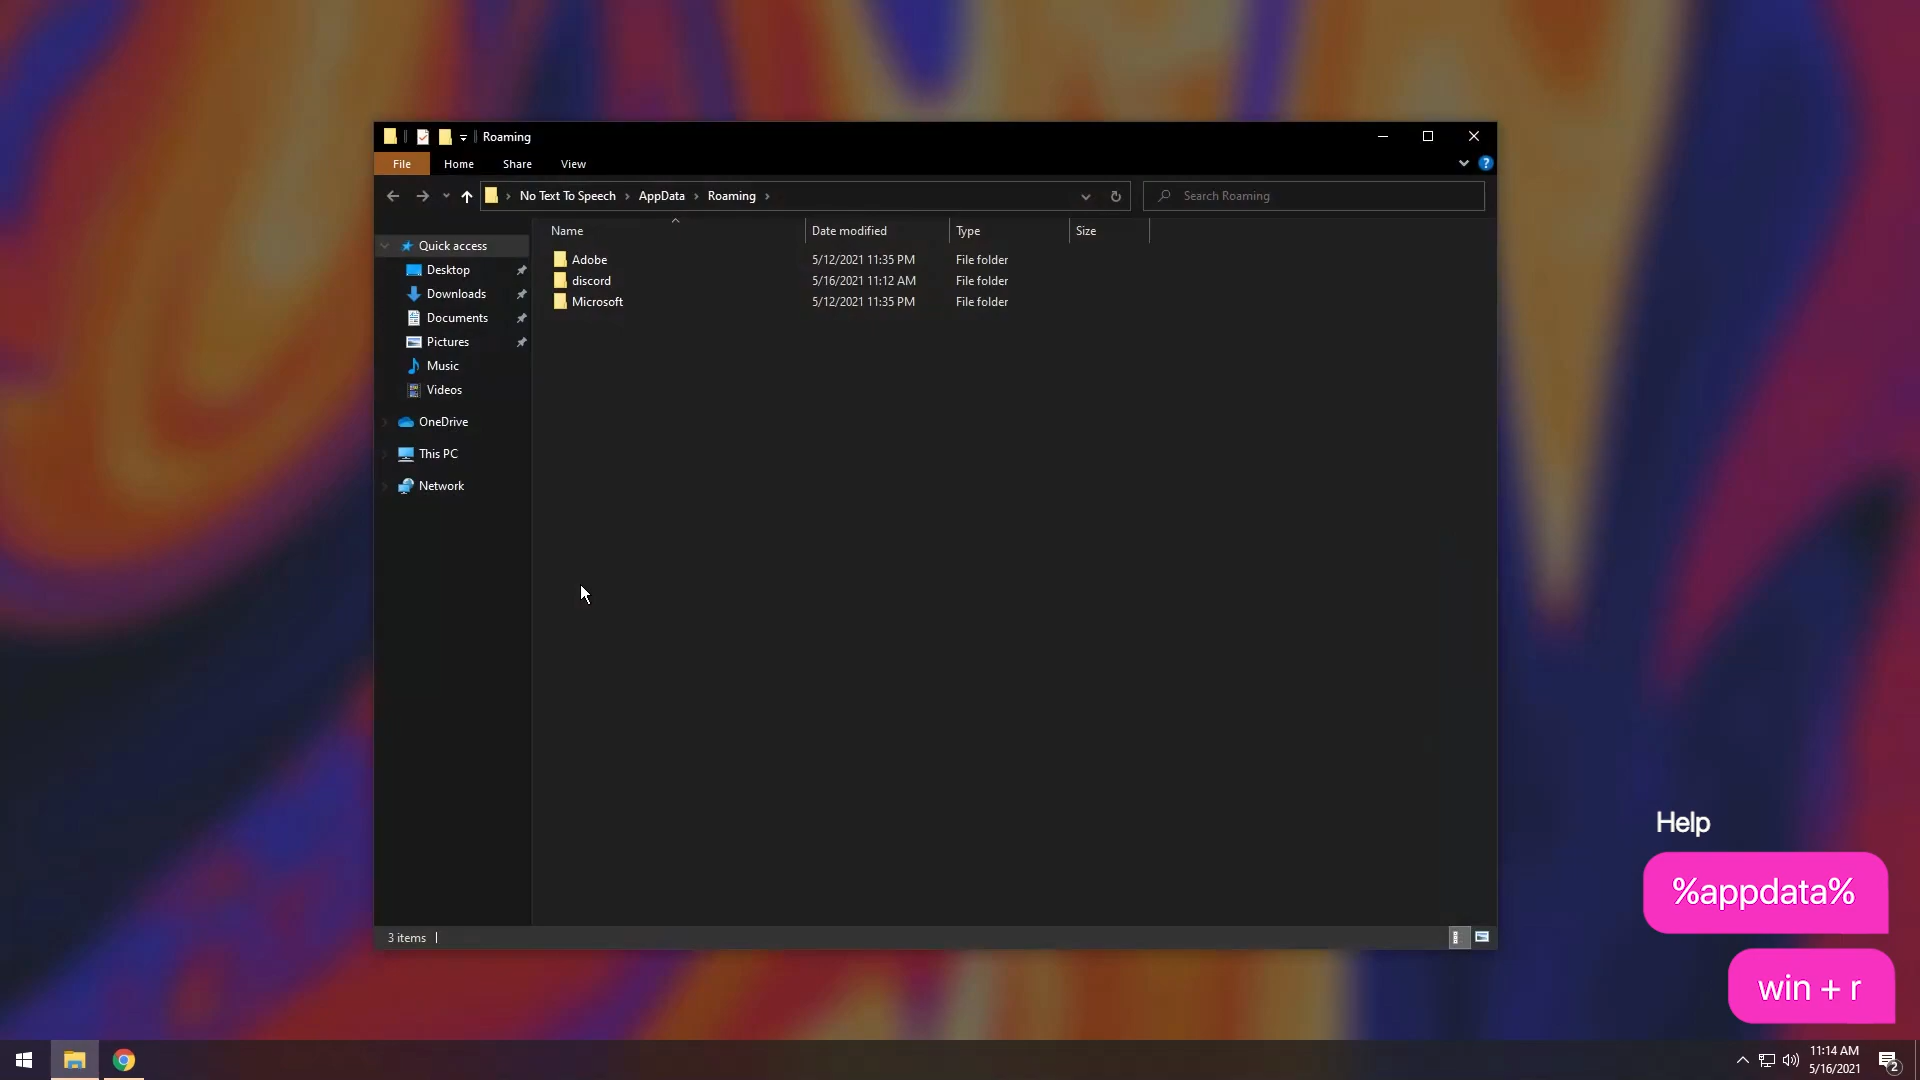 Roaming
File Home Share View
No Text To Speech AppData Roaming
Search Roaming
Name Date modified Type Size
Quick access
Desktop
Downloads
Documents
Pictures
Music
Videos
OneDrive
This PC
Network
Adobe 5/12/2021 11:35 PM File folder
discord 5/16/2021 11:12 AM File folder
Microsoft 5/12/2021 11:35 PM File folder
3 items
Help
%appdata%
win + r
11:14 AM
5/16/2021
2